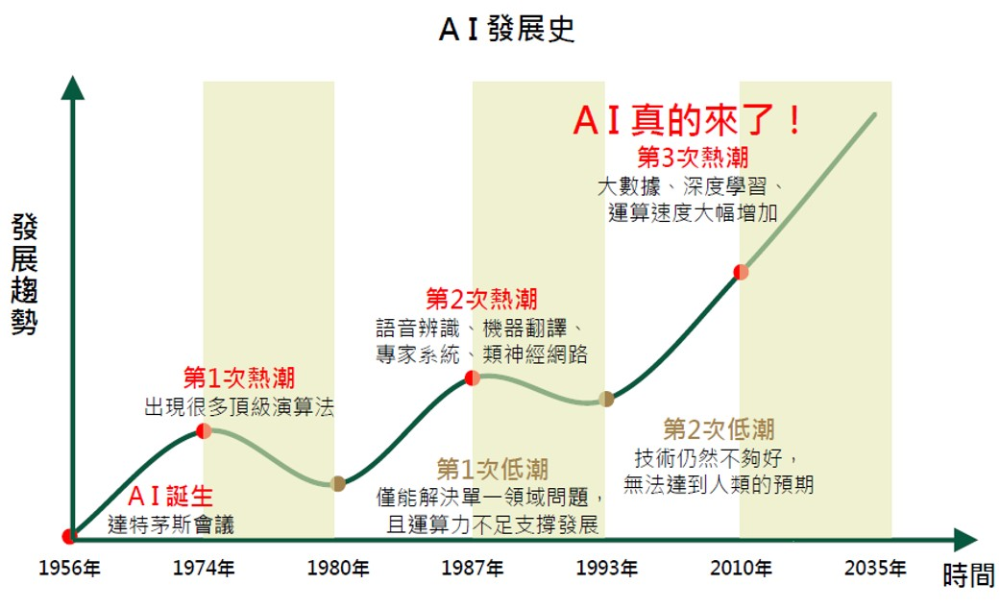 AI發展史
發展趨勢
AI真的來了！
第3次熱潮
大數據、深度學習、
運算速度大幅增加
第2次熱潮
語音辨識、機器翻譯、
專家系統、類神經網路
第1次熱潮
出現很多頂級演算法
第2次低潮
技術仍然不夠好，
無法達到人類的預期
第1次低潮
僅能解決單一領域問題，
且運算力不足支撐發展
AI誕生
達特茅斯會議
1956年
1974年
1980年
1987年
1993年
2010年
2035年
時間